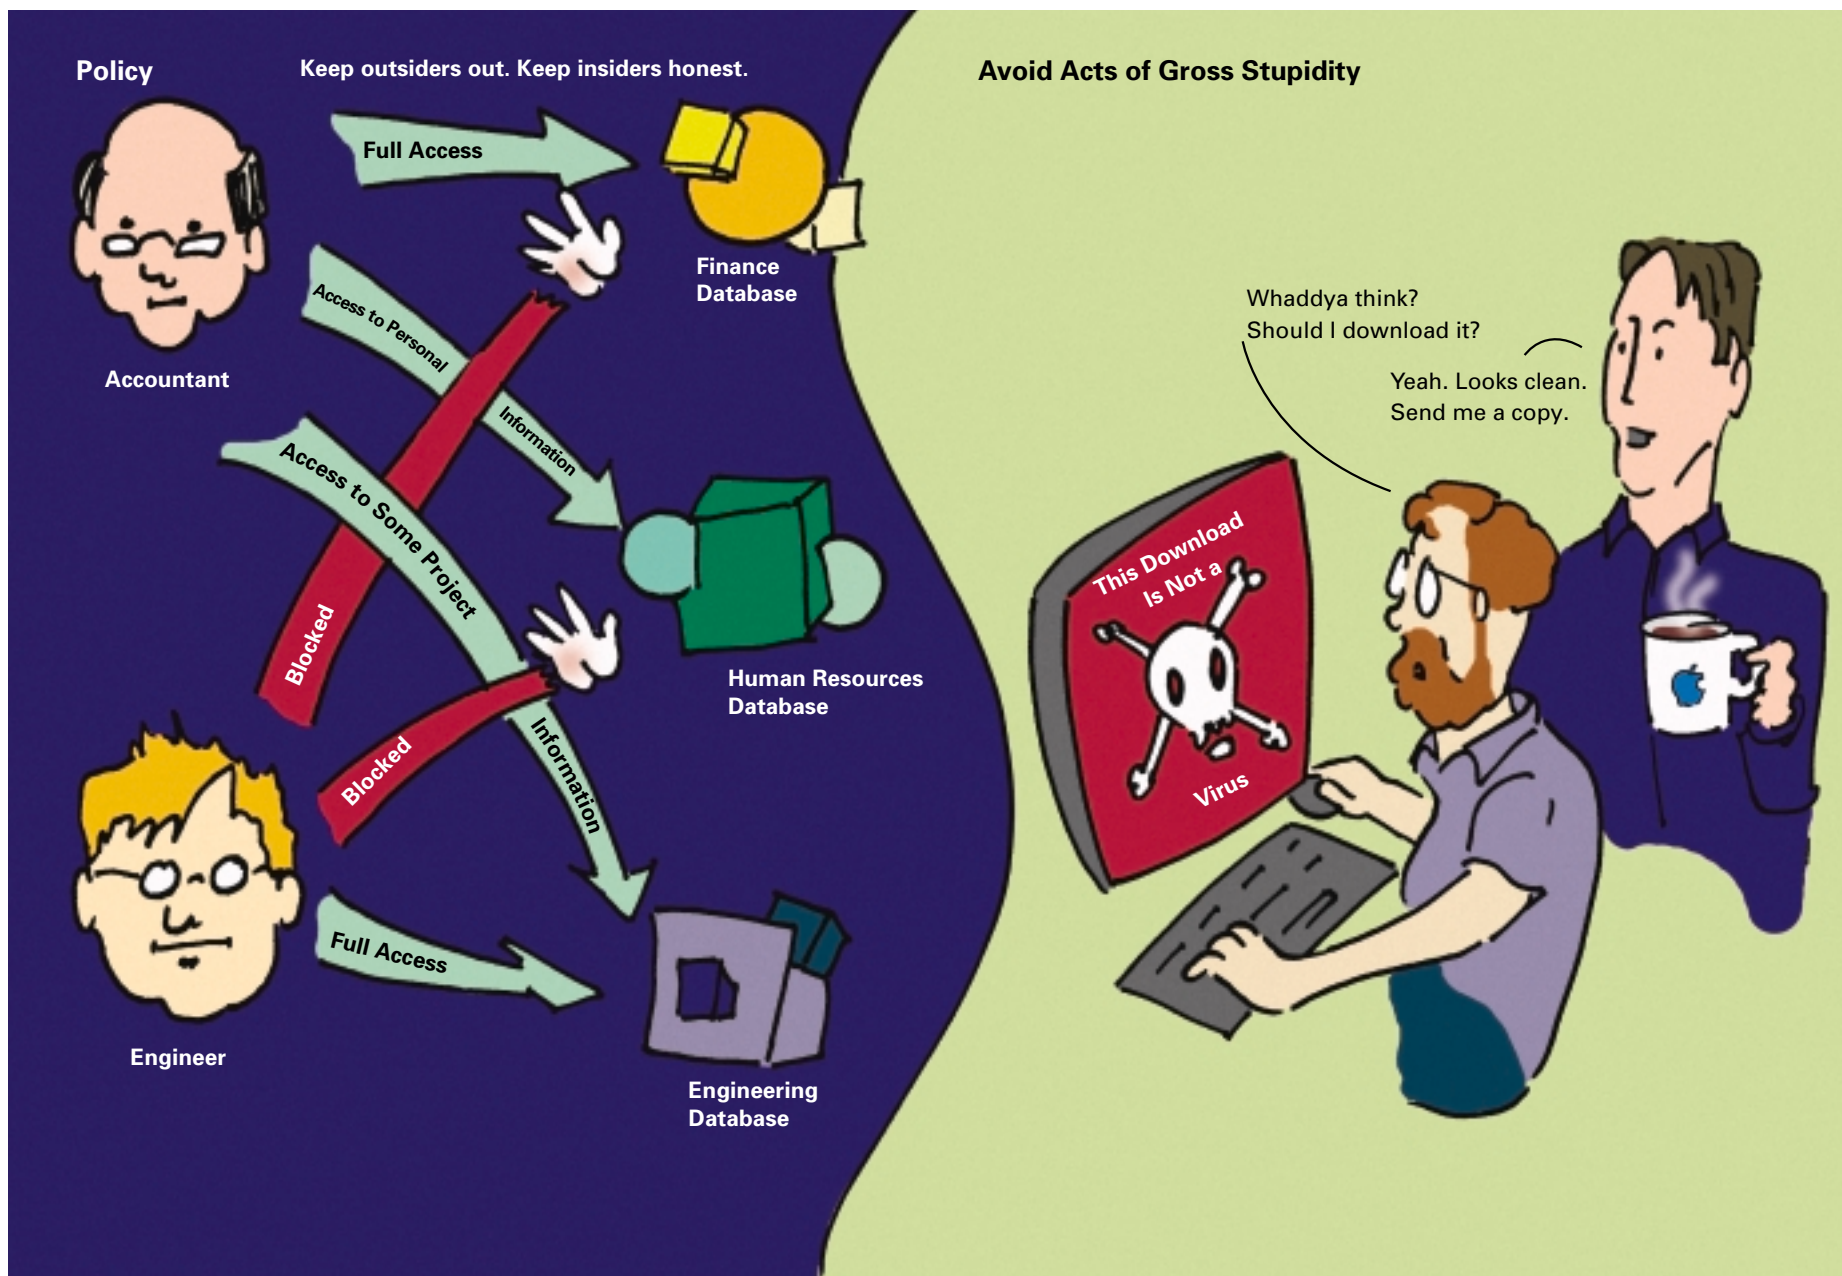 Policy
Keep outsiders out. Keep insiders honest.
Full Access
Finance
Database
Access to Personal
Information
Accountant
Access to Some Project
Information
Blocked
Human Resources
Database
Blocked
Full Access
Engineer
Engineering
Database
Avoid Acts of Gross Stupidity
Whaddya think?
Should I download it?
Yeah. Looks clean.
Send me a copy.
This Download
Is Not a
Virus